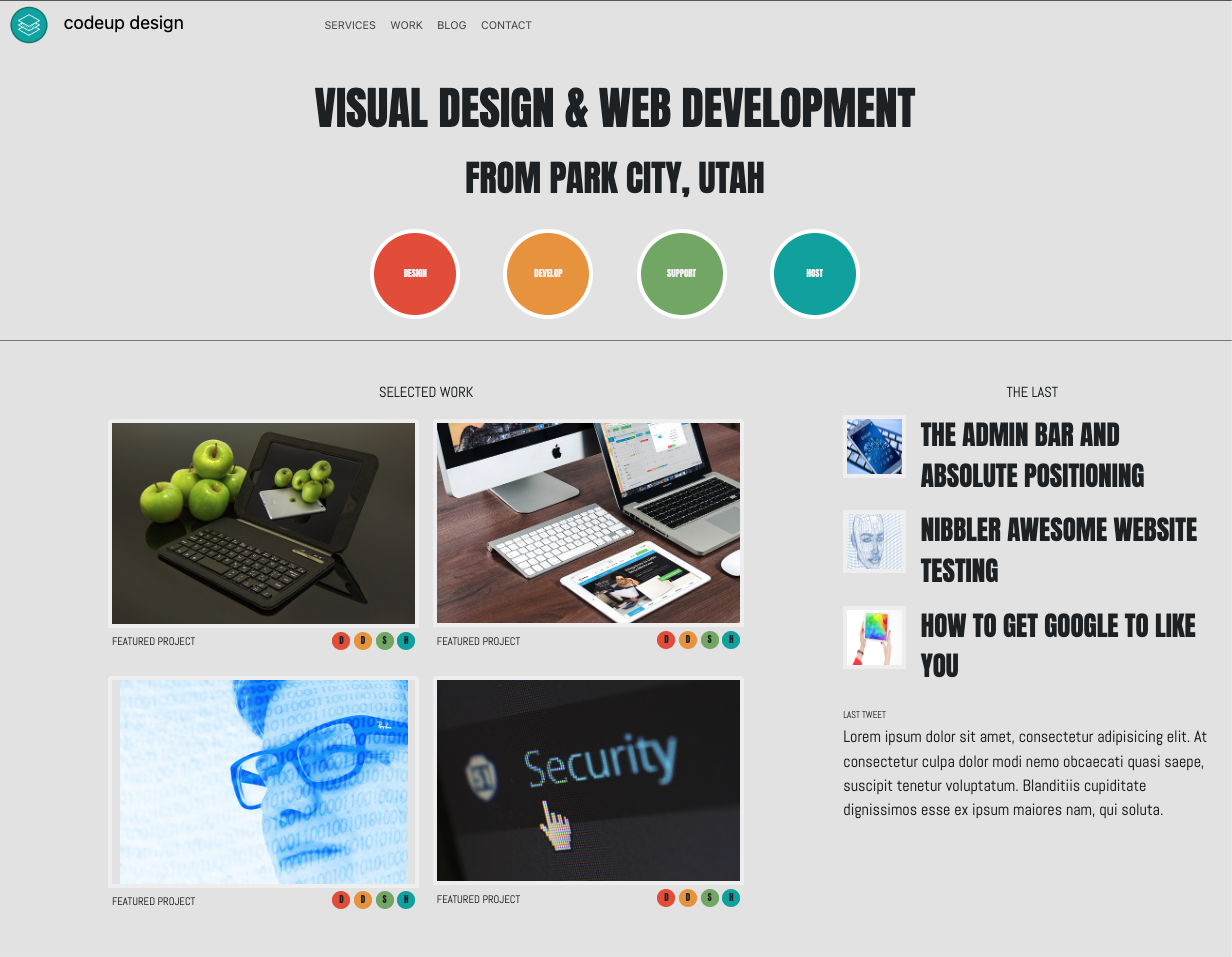 codeup design
SERVICES WORK BLOG CONTACT
VISUAL DESIGN & WEB DEVELOPMENT
FROM PARK CITY, UTAH
DESIGN
DEVELOP
SUPPORT
HOST
SELECTED WORK
FEATURED PROJECT
D D S H
FEATURED PROJECT
D D S H
FEATURED PROJECT
D D S H
Security
FEATURED PROJECT
D D S H
THE LAST
THE ADMIN BAR AND
ABSOLUTE POSITIONING
NIBBLER AWESOME WEBSITE
TESTING
HOW TO GET GOOGLE TO LIKE
YOU
LAST TWEET
Lorem ipsum dolor sit amet, consectetur adipisicing elit. At
consectetur culpa dolor modi nemo obcaecati quasi saepe,
suscipit tenetur voluptatum. Blanditiis cupiditate
dignissimos esse ex ipsum maiores nam, qui soluta.